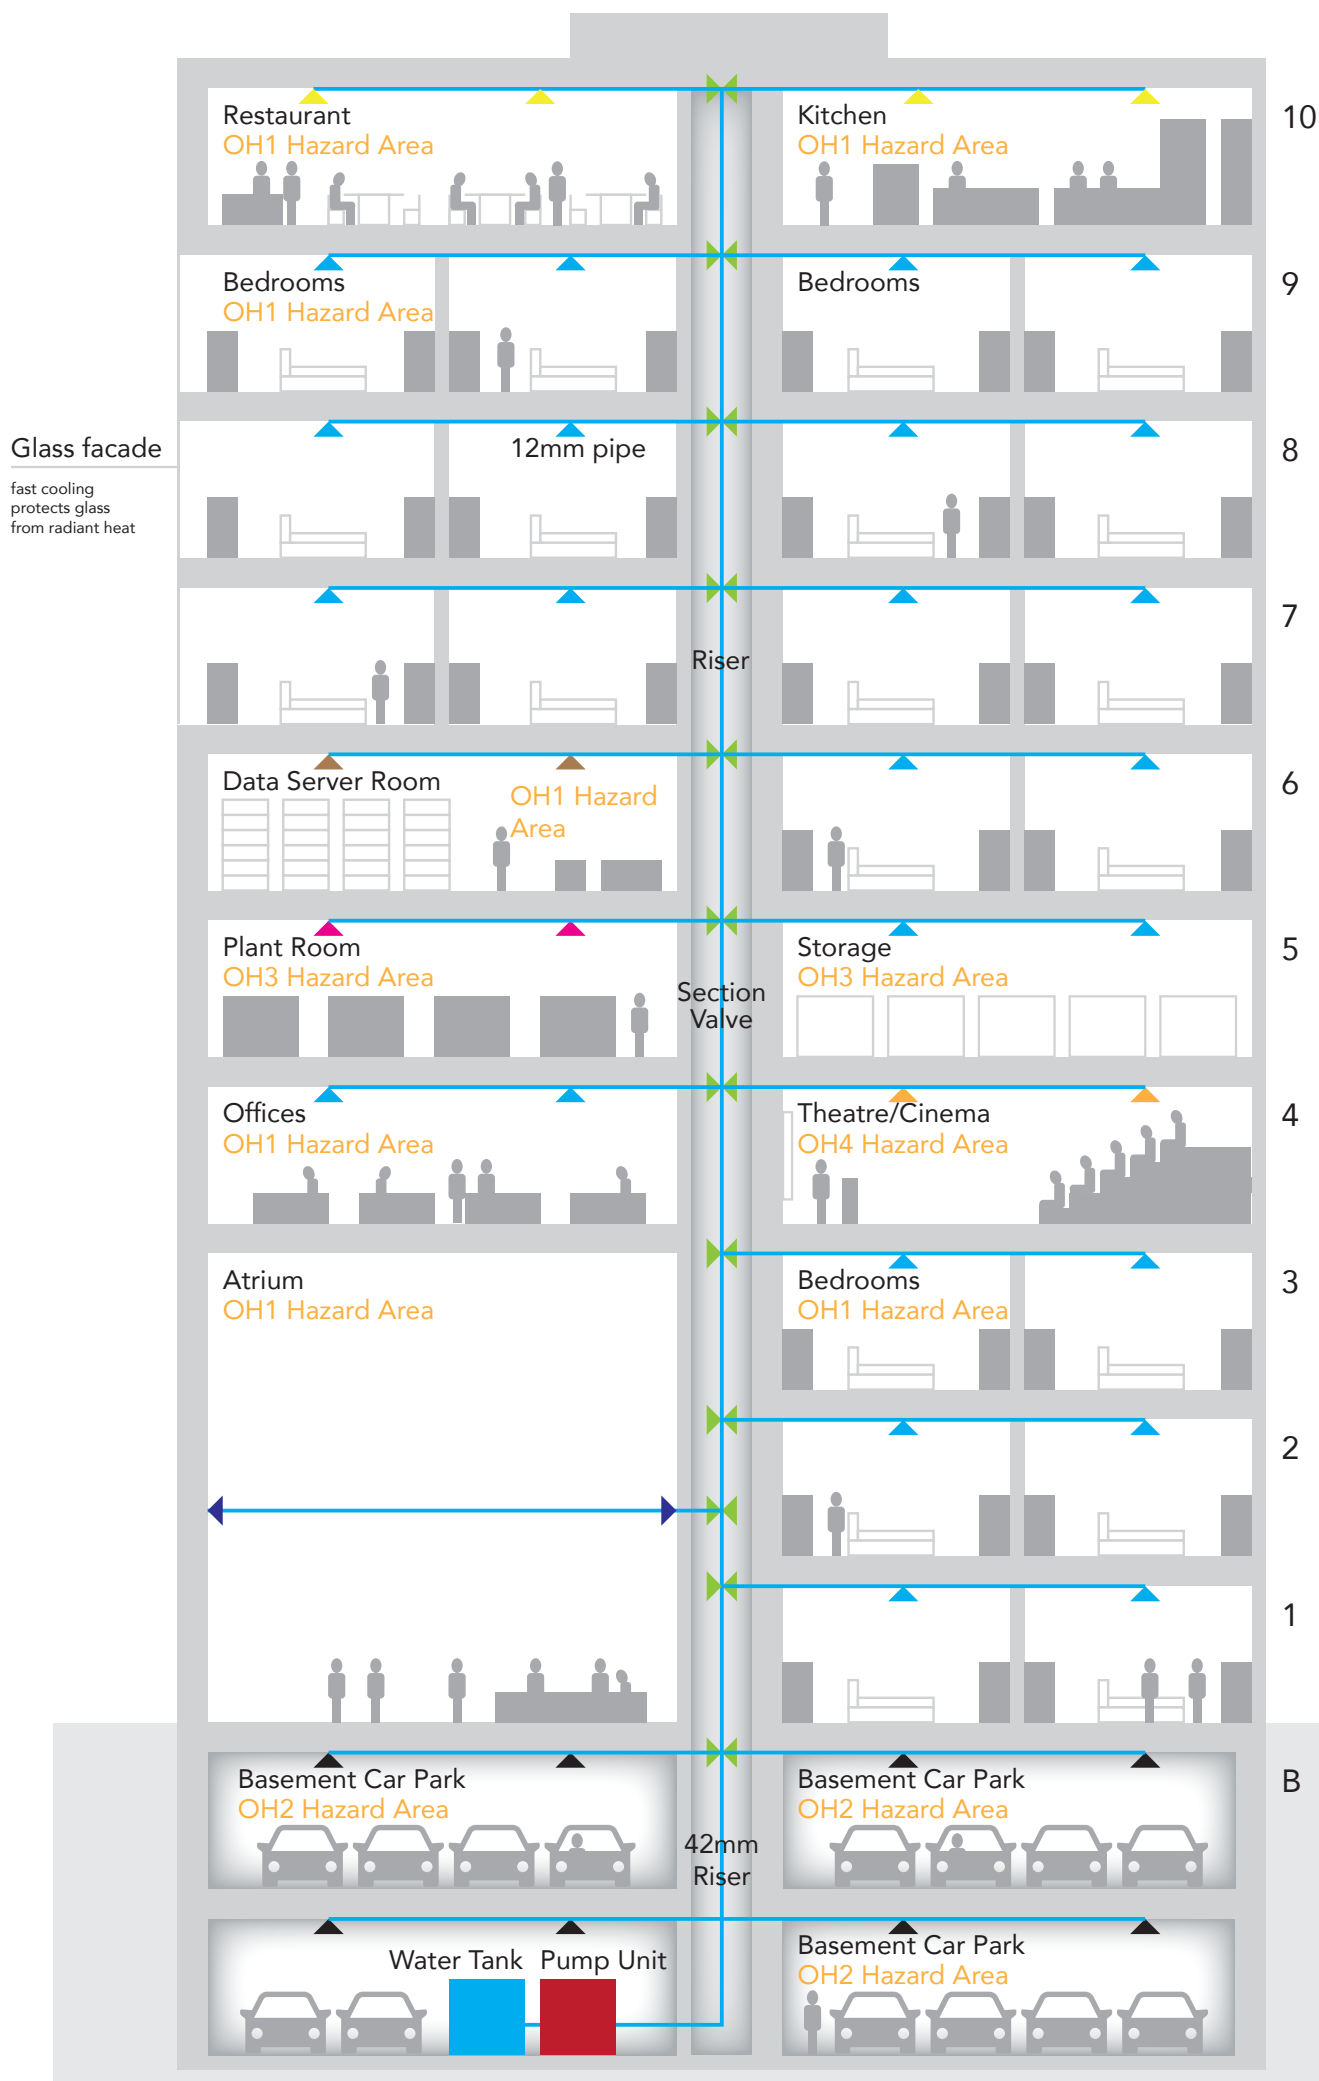 Restaurant
OH1 Hazard Area
Kitchen
OH1 Hazard Area
10
Bedrooms
OH1 Hazard Area
Bedrooms
9
Glass facade
fast cooling
protects glass
from radiant heat
12mm pipe
8
Riser
7
Data Server Room
OH1 Hazard
Area
6
Plant Room
OH3 Hazard Area
Section
Valve
Storage
OH3 Hazard Area
5
Offices
OH1 Hazard Area
Theatre/Cinema
OH4 Hazard Area
4
Atrium
OH1 Hazard Area
Bedrooms
OH1 Hazard Area
3
2
1
Basement Car Park
OH2 Hazard Area
42mm
Riser
Basement Car Park
OH2 Hazard Area
B
Water Tank
Pump Unit
Basement Car Park
OH2 Hazard Area